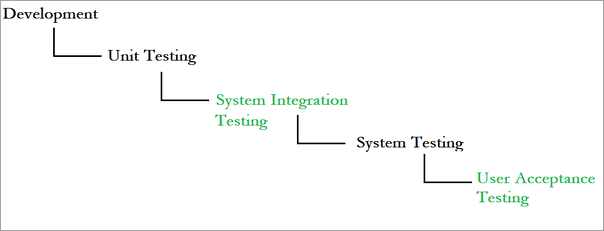 Development
Unit Testing
System Integration
Testing
System Testing
User Acceptance
Testing